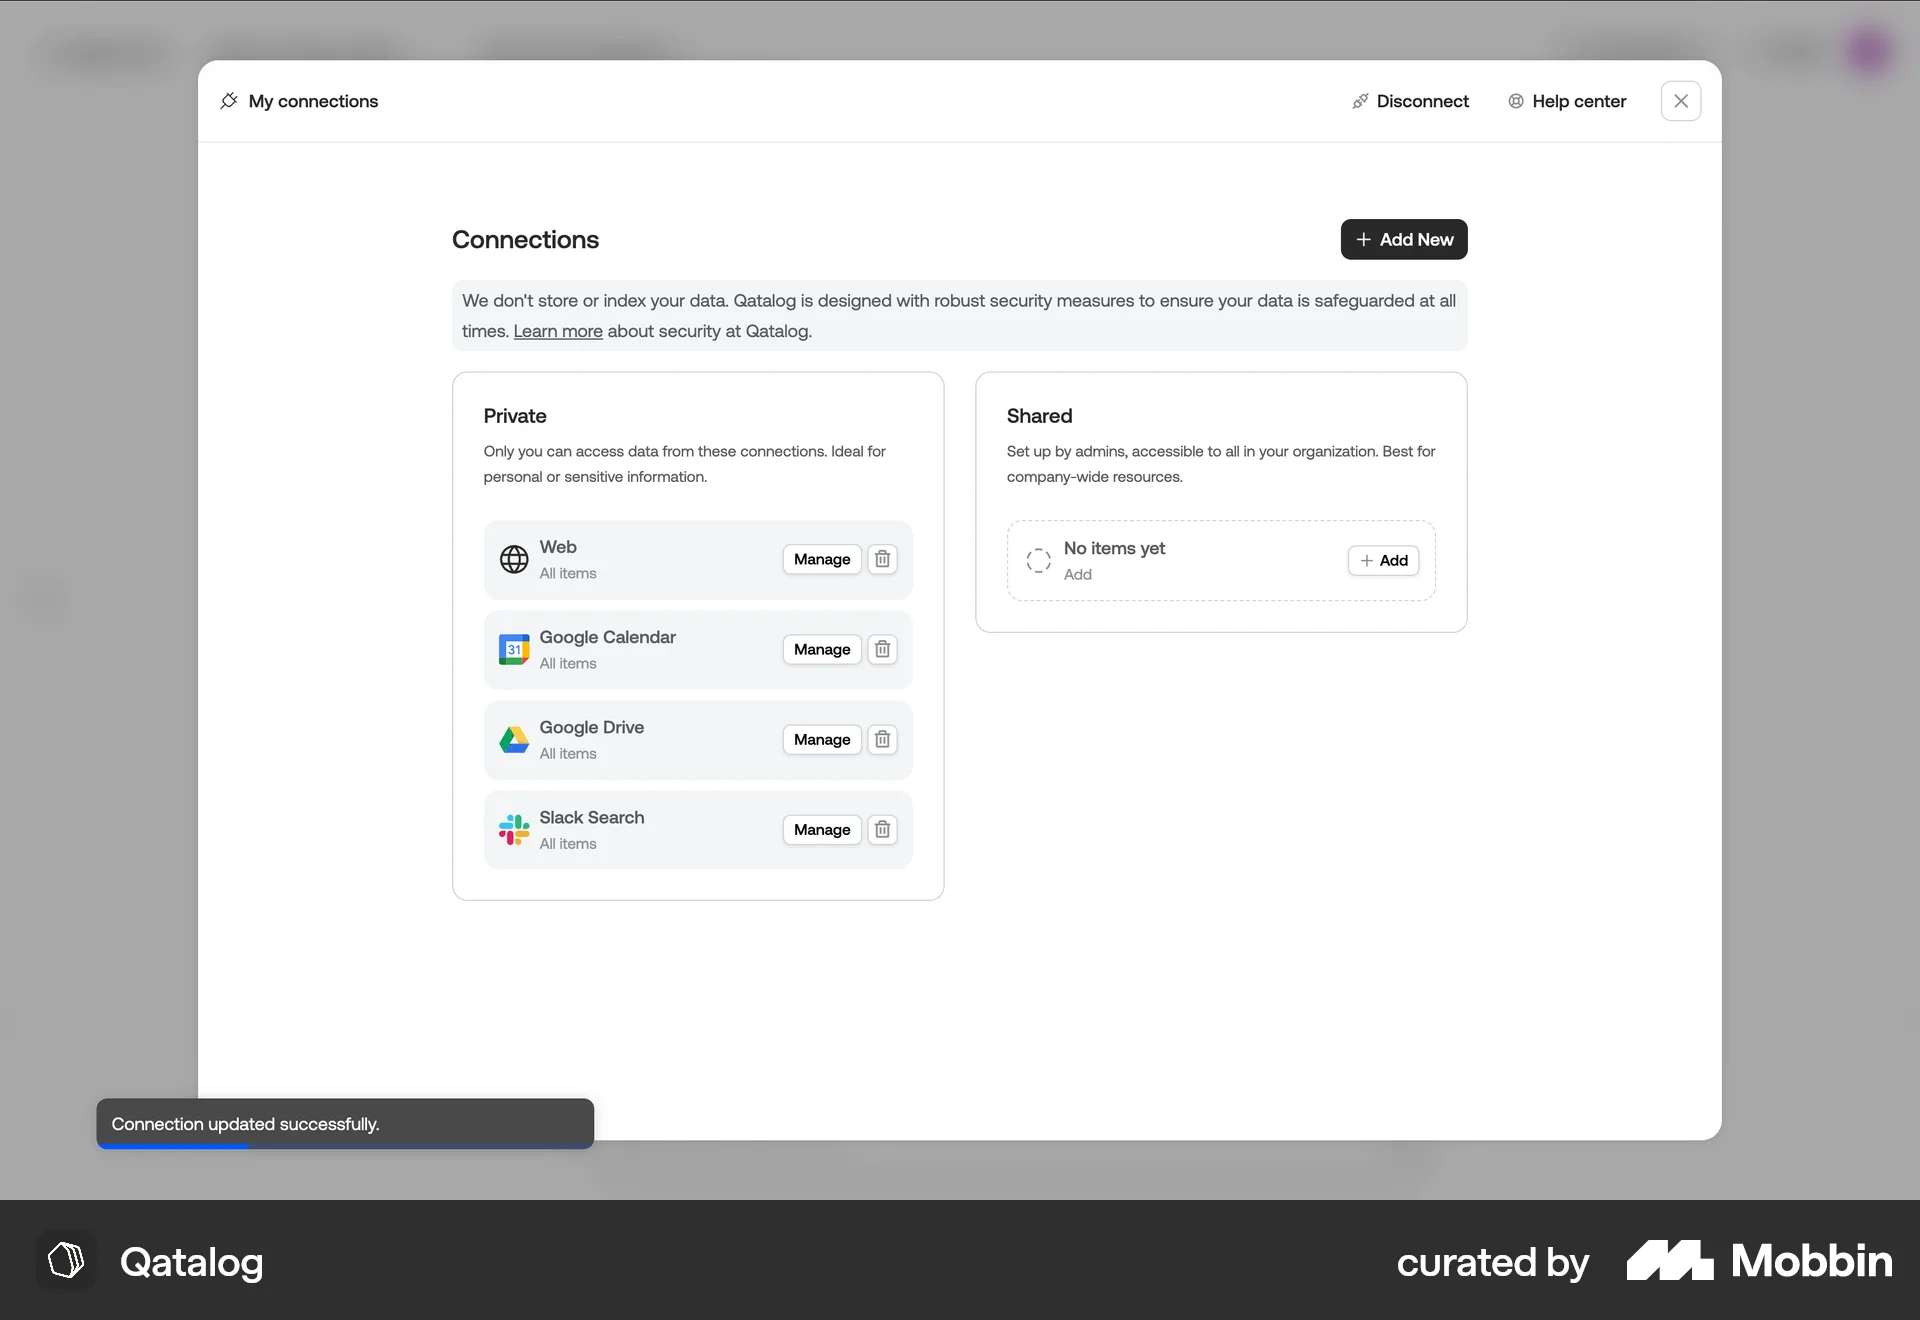 My connections
Disconnect
Help center
Connections
Add New
We don't store or index your data. Qatalog is designed with robust security measures to ensure your data is safeguarded at all
times. Learn more about security at Qatalog.
Private
Only you can access data from these connections. Ideal for
personal or sensitive information.
Web
All items
Manage
31
Google Calendar
All items
Manage
Google Drive
All items
Manage
Slack Search
All items
Manage
Shared
Set up by admins, accessible to all in your organization. Best for
company-wide resources.
No items yet
Add
Add
Connection updated successfully.
Qatalog
curated by
Mobbin